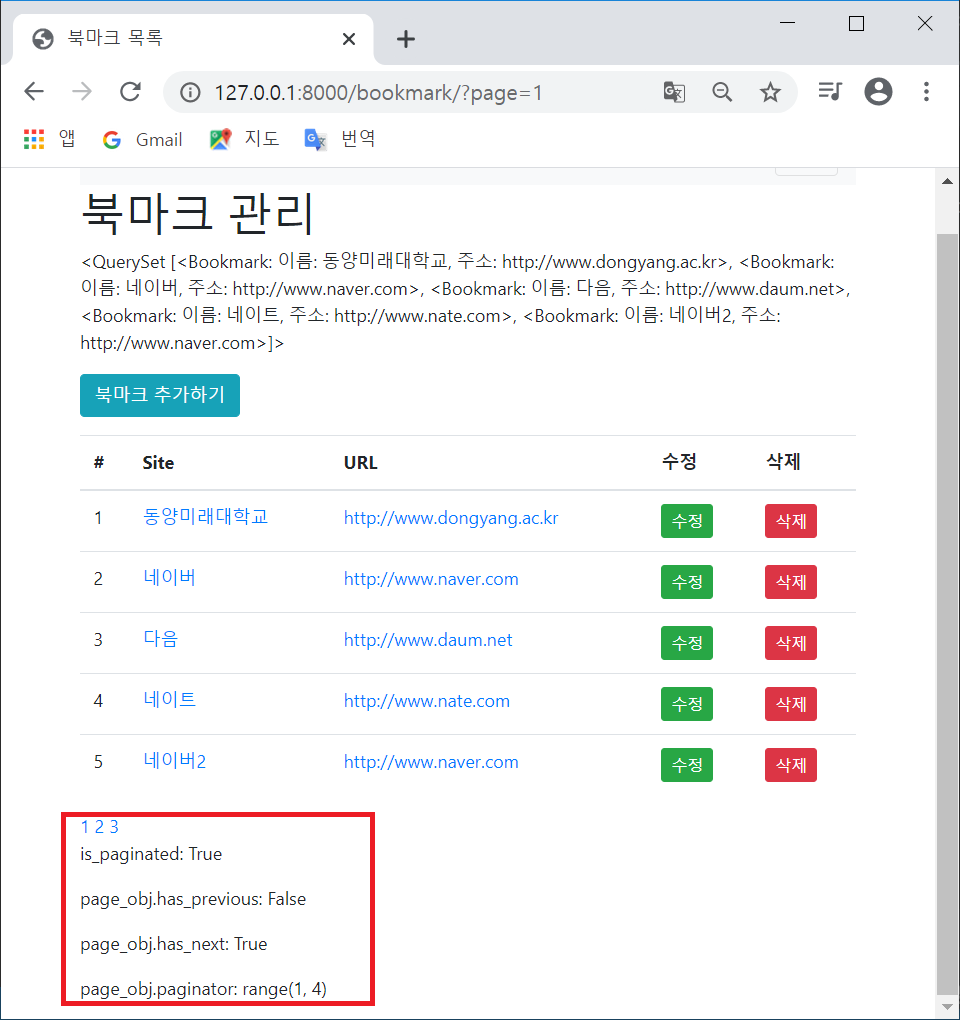 북마크 목록
127.0.0.1:8000/bookmark/?page=1
앱 Gmail 지도 번역
북마크 관리
<QuerySet [<Bookmark: 이름: 동양미래대학교, 주소: http://www.dongyang.ac.kr>, <Bookmark:
이름: 네이버, 주소: http://www.naver.com>, <Bookmark: 이름: 다음, 주소: http://www.daum.net>,
<Bookmark: 이름: 네이트, 주소: http://www.nate.com>, <Bookmark: 이름: 네이버2, 주소:
http://www.naver.com>]>
북마크 추가하기
# Site URL 수정 삭제
1 동양미래대학교 http://www.dongyang.ac.kr 수정 삭제
2 네이버 http://www.naver.com 수정 삭제
3 다음 http://www.daum.net 수정 삭제
4 네이트 http://www.nate.com 수정 삭제
5 네이버2 http://www.naver.com 수정 삭제
1 2 3
is_paginated: True
page_obj.has_previous: False
page_obj.has_next: True
page_obj.paginator: range(1, 4)